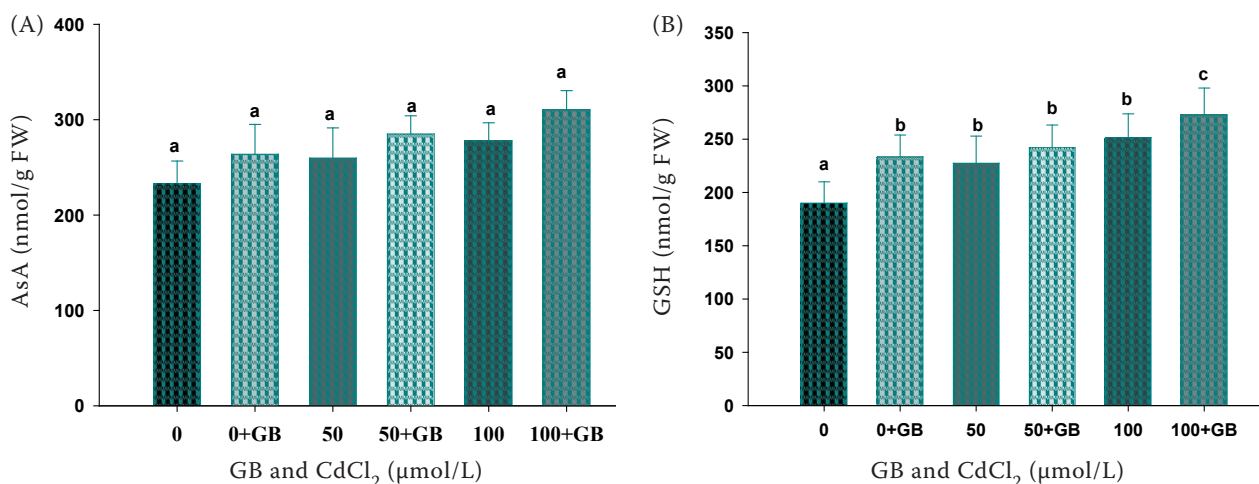 (A)
AsA (nmol/g FW)
400
300
200
100
0
a
a
a
a
a
a
0
0+GB
50
50+GB
100
100+GB
GB and CdCl₂ (μmol/L)
(B)
GSH (nmol/g FW)
350
300
250
200
150
100
50
0
a
b
b
b
b
c
0
0+GB
50
50+GB
100
100+GB
GB and CdCl₂ (μmol/L)